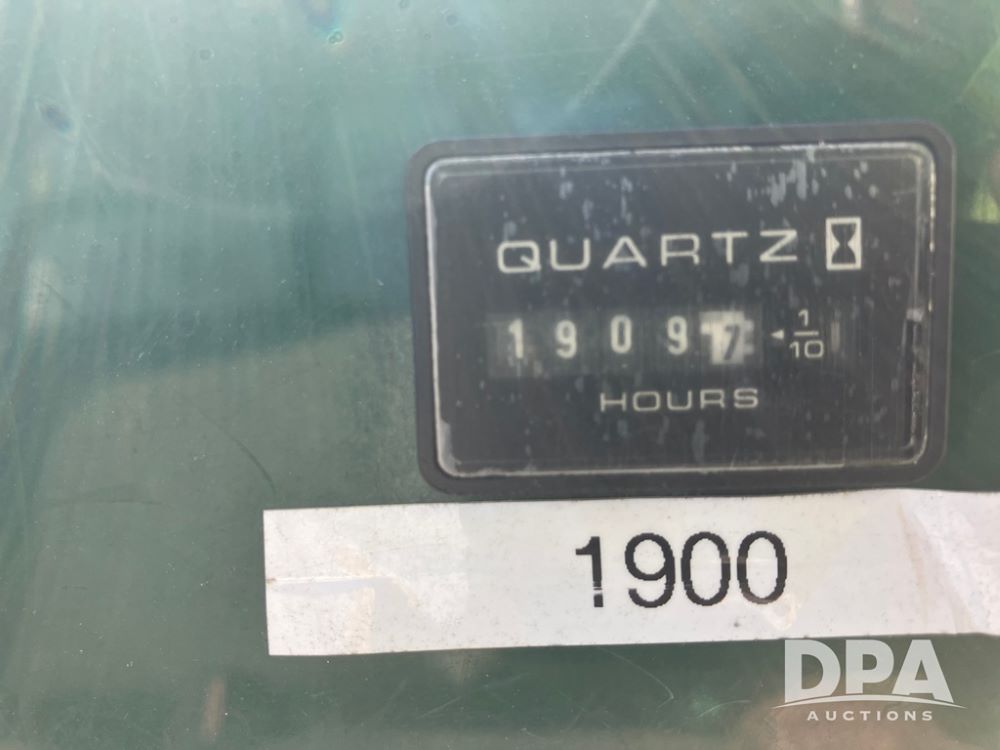 QUARTZ
19097 1/10
HOURS
1900
DPA
AUCTIONS